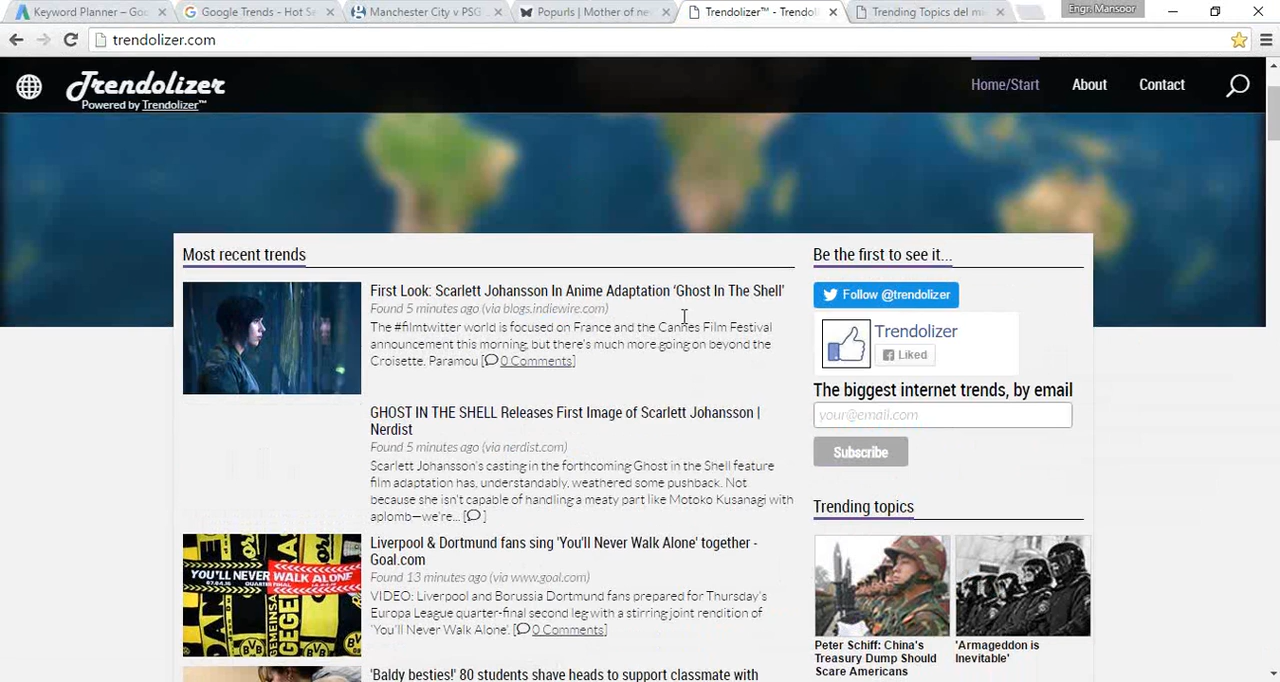 Keyword Planner – Goo
Google Trends - Hot Se
Manchester City v PSG
Popurls | Mother of ne
Trendolizer™ - Trendol
Trending Topics del mi
Engr. Mansoor
trendolizer.com
Trendolizer
Powered by Trendolizer™
Home/Start
About
Contact
Most recent trends
First Look: Scarlett Johansson In Anime Adaptation ‘Ghost In The Shell’
Found 5 minutes ago (via blogs.indiewire.com)
The #filmtwitter world is focused on France and the Cannes Film Festival
announcement this morning, but there's much more going on beyond the
Croisette. Paramou [0 Comments]
GHOST IN THE SHELL Releases First Image of Scarlett Johansson |
Nerdist
Found 5 minutes ago (via nerdist.com)
Scarlett Johansson's casting in the forthcoming Ghost in the Shell feature
film adaptation has, understandably, weathered some pushback. Not
because she isn't capable of handling a meaty part like Motoko Kusanagi with
aplomb—we're... [ ]
YOU'LL NEVER WALK ALONE
Liverpool & Dortmund fans sing 'You'll Never Walk Alone' together -
Goal.com
Found 13 minutes ago (via www.goal.com)
VIDEO: Liverpool and Borussia Dortmund fans prepared for Thursday's
Europa League quarter-final second leg with a stirring joint rendition of
'You'll Never Walk Alone'. [0 Comments]
'Baldy besties!' 80 students shave heads to support classmate with
Be the first to see it...
Follow @trendolizer
Trendolizer
Liked
The biggest internet trends, by email
your@email.com
Subscribe
Trending topics
Peter Schiff: China's
Treasury Dump Should
Scare Americans
'Armageddon is
Inevitable'